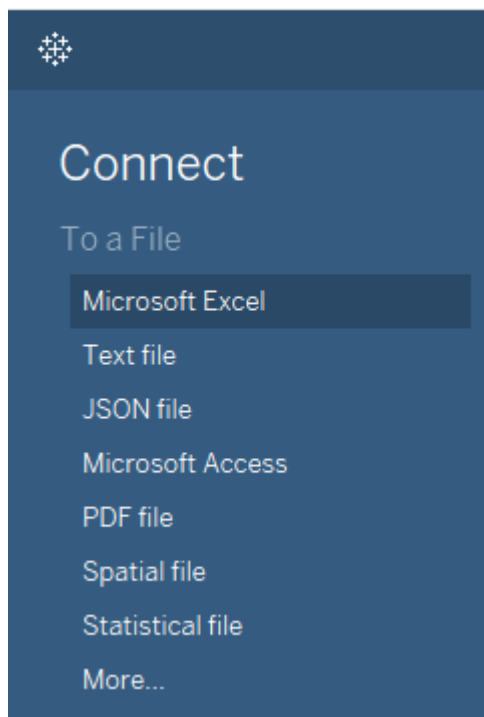 Connect
To a File
Microsoft Excel
Text file
JSON file
Microsoft Access
PDF file
Spatial file
Statistical file
More...